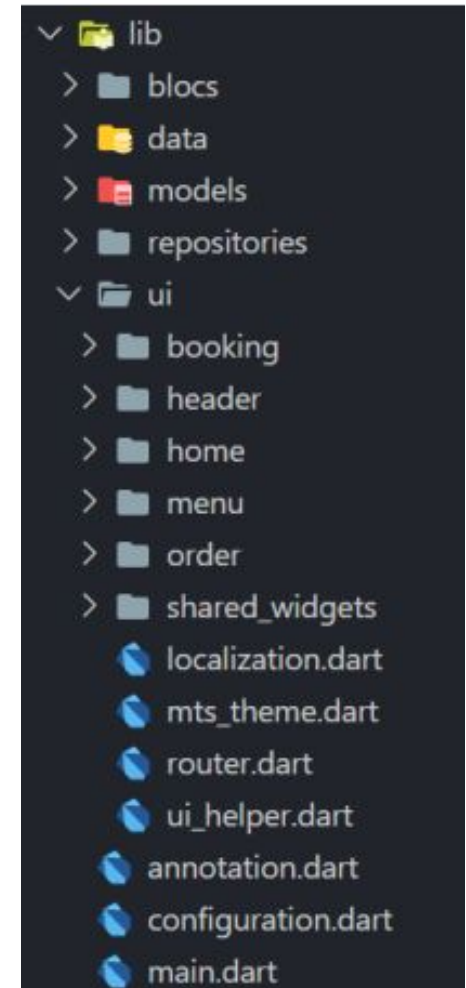 lib
blocs
data
models
repositories
ui
booking
header
home
menu
order
shared_widgets
localization.dart
mts_theme.dart
router.dart
ui_helper.dart
annotation.dart
configuration.dart
main.dart